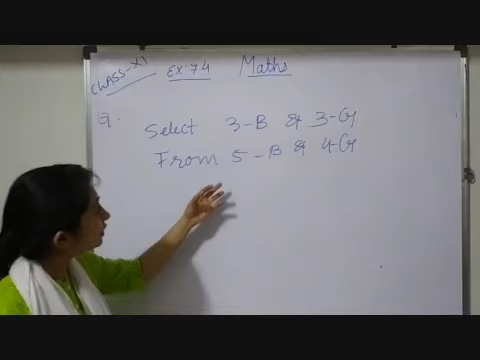 CLASS-XI EX:7.4 Maths
Q.
Select 3-B & 3-G
From 5-B & 4-G